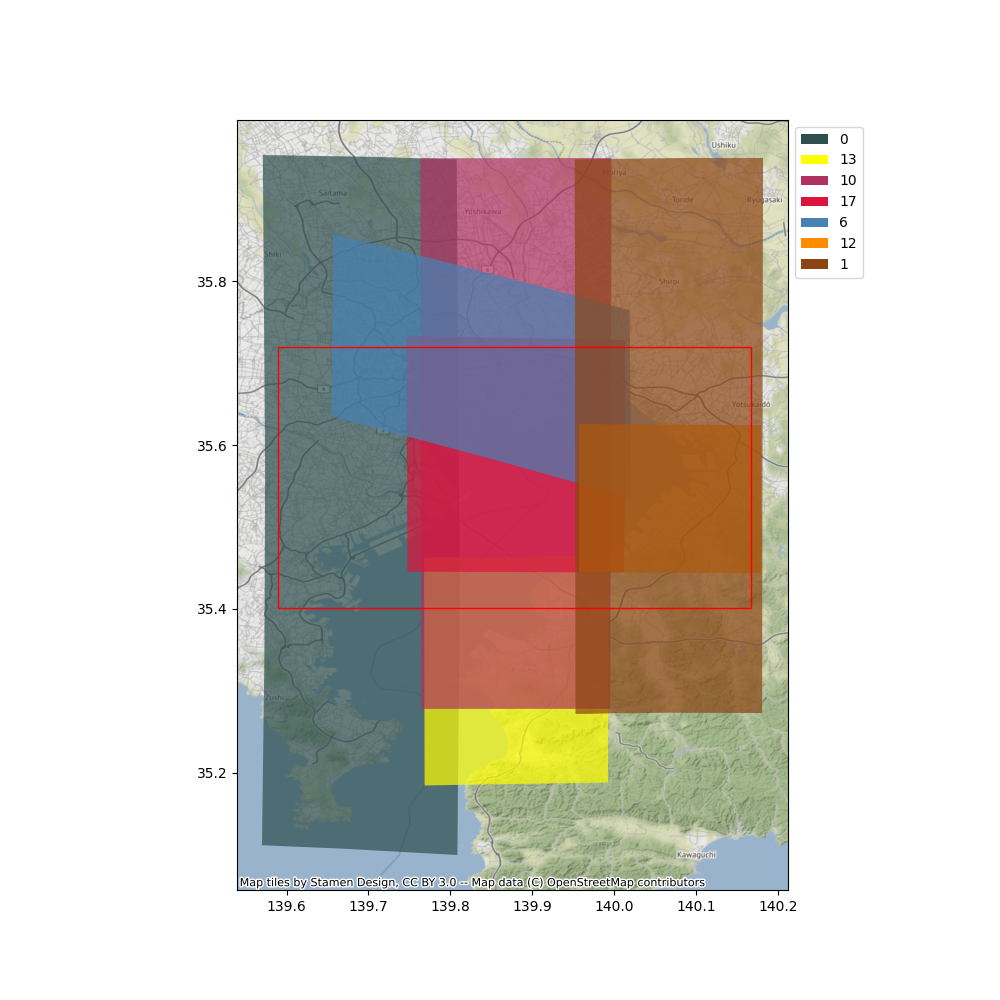 Ushiku
0
13
10
17
6
12
1
Moriya
Saitama
Toride
Ryugasaki
Yoshikawa
Shiki
35.8
Shiroi
Yotsukaido
35.6
35.4
Zushi
35.2
Kawaguchi
Map tiles by Stamen Design, CC BY 3.0 -- Map data (C) OpenStreetMap contributors
139.6 139.7 139.8 139.9 140.0 140.1 140.2